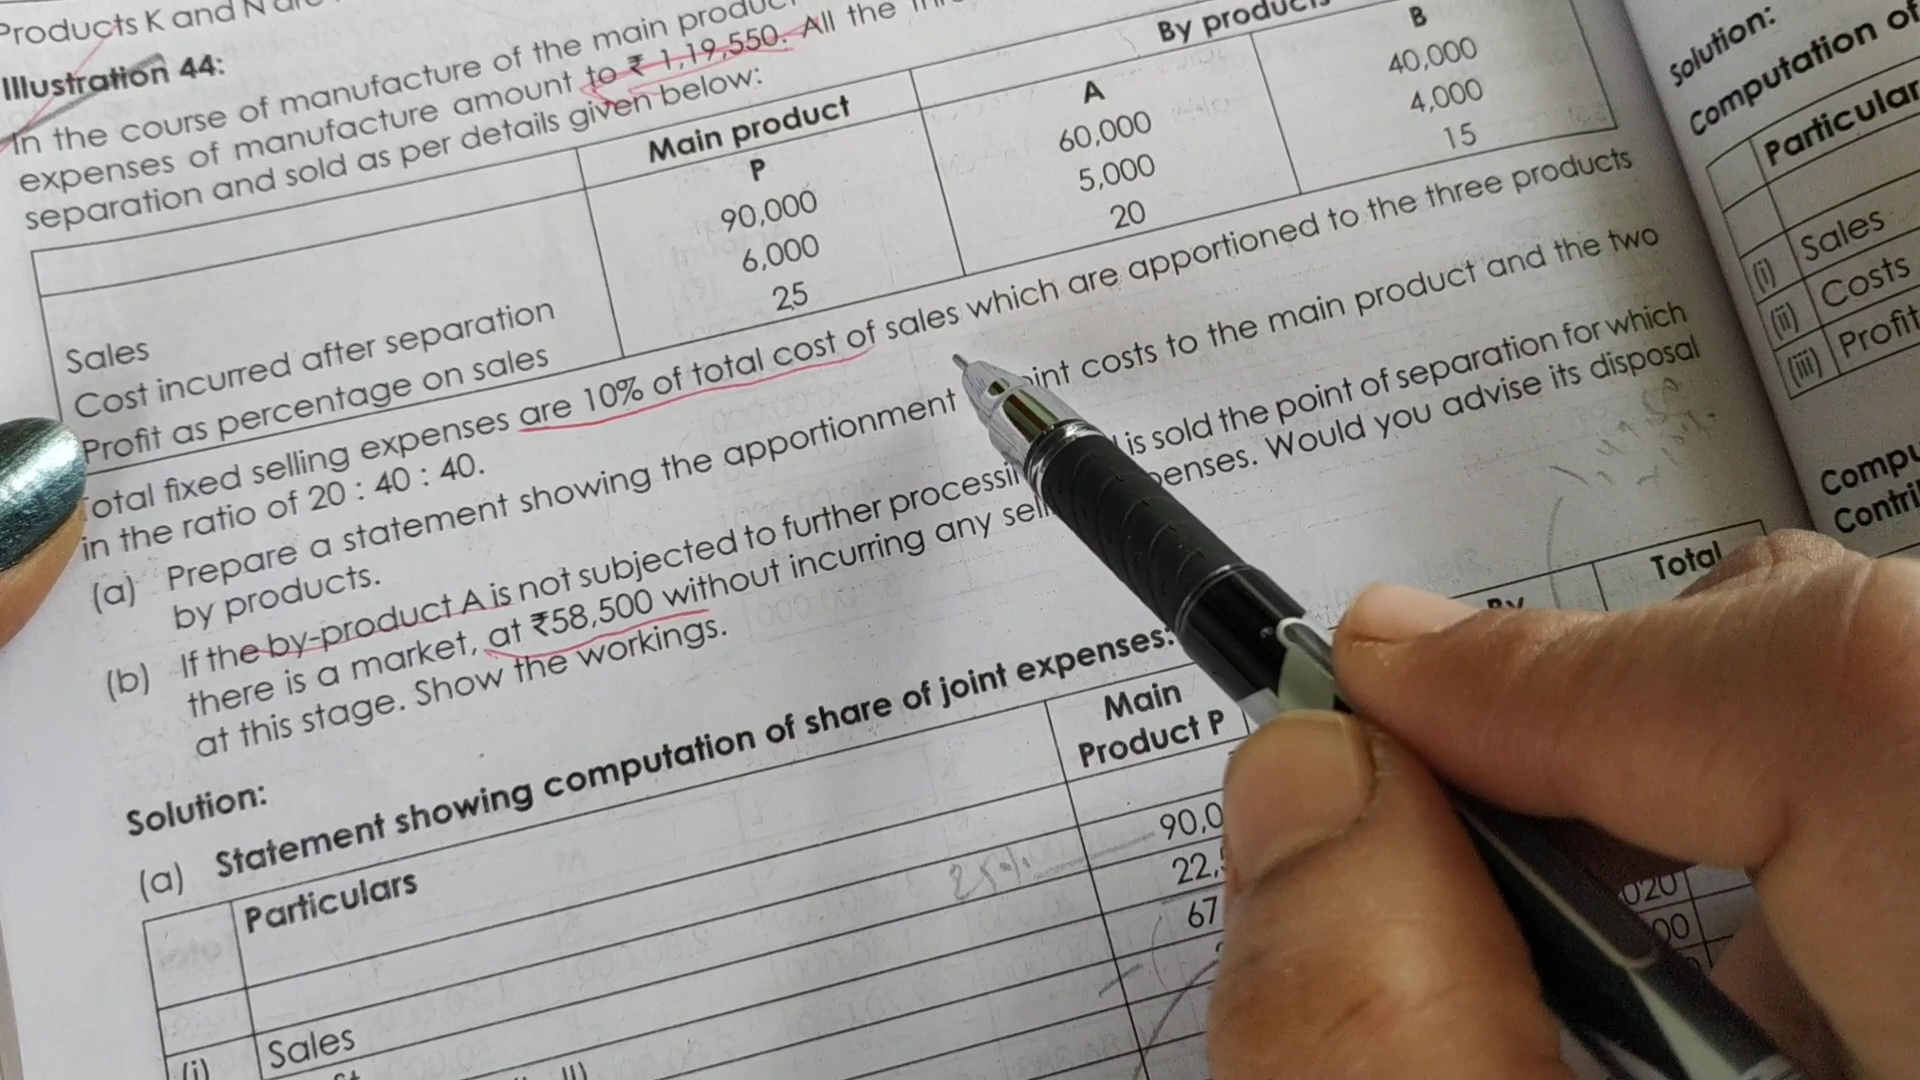 Products K and N
Illustration 44:
In the course of manufacture of the main
expenses of manufacture amount to ₹ 1,19,550. All the
separation and sold as per details given below:
Main product
By products
P
A
B
Sales
90,000
60,000
40,000
Cost incurred after separation
6,000
5,000
4,000
Profit as percentage on sales
25
20
15
otal fixed selling expenses are 10% of total cost of sales which are apportioned to the three products
in the ratio of 20 : 40 : 40.
(a) Prepare a statement showing the apportionment oint costs to the main product and the two
by products.
(b) If the by-product A is not subjected to further is sold the point of separation for which
there is a market, at ₹58,500 without incurring any Would you advise its disposal
at this stage. Show the workings.
Solution:
(a) Statement showing computation of share of joint expenses:
Particulars
Main
Product P
By
Total
(i) Sales
90,0
25%
22,
67
020
00
Solution:
Computation of
Particular
(i) Sales
(ii) Costs
(iii) Profit
Compu
Contri